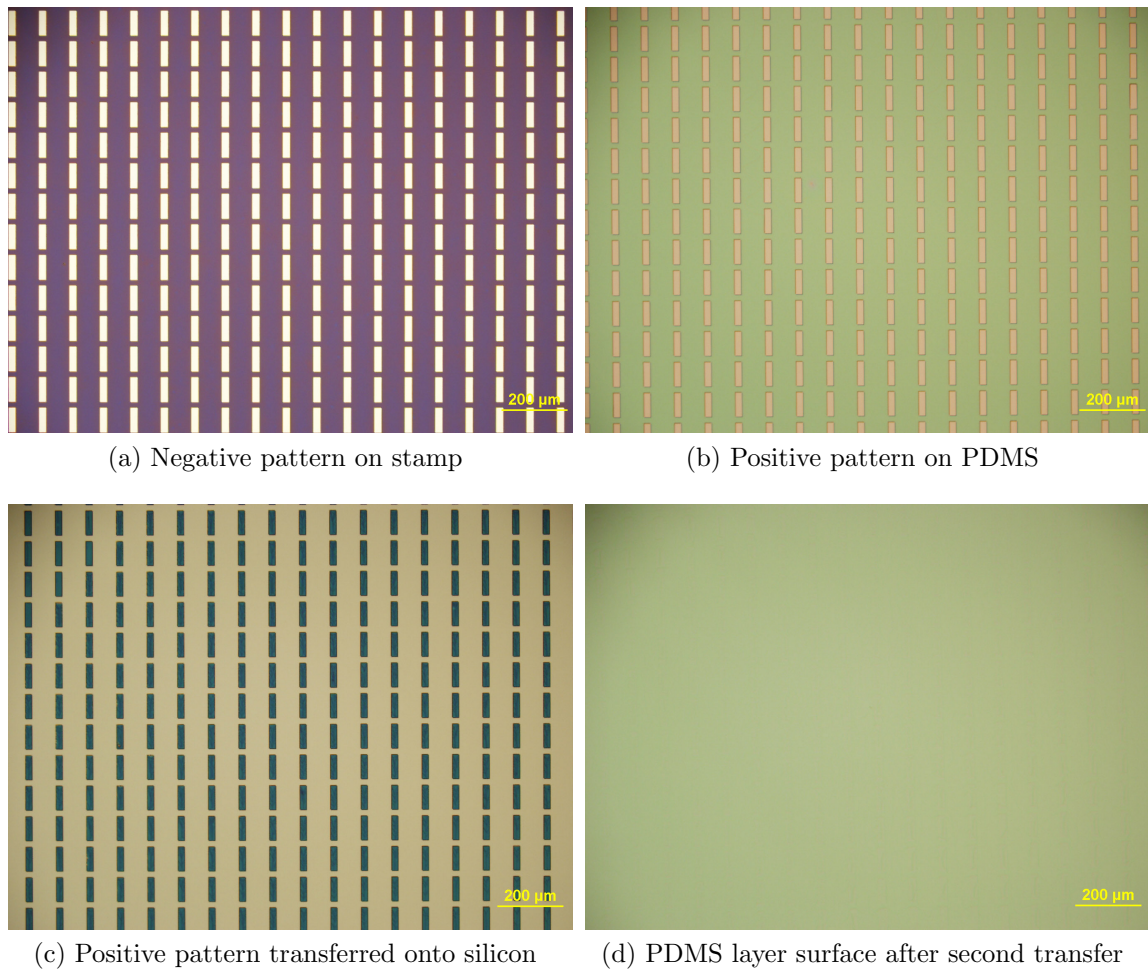 200 µm
200 µm
(a) Negative pattern on stamp
(b) Positive pattern on PDMS
200 µm
200 µm
(c) Positive pattern transferred onto silicon
(d) PDMS layer surface after second transfer